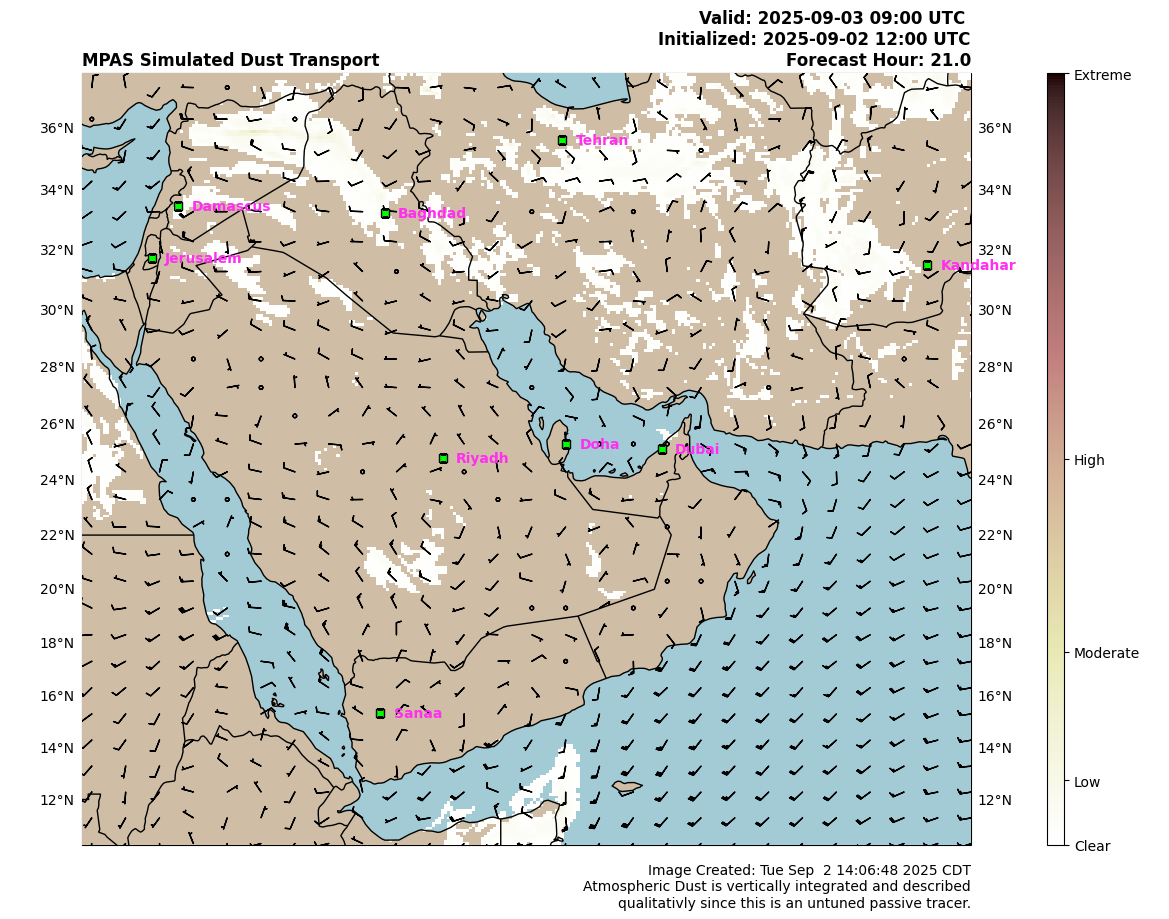 Valid: 2025-09-03 09:00 UTC
Initialized: 2025-09-02 12:00 UTC
MPAS Simulated Dust Transport
Forecast Hour: 21.0
Extreme
36°N
36°N
Tehran
34°N
34°N
Damascus
Baghdad
32°N
32°N
Jerusalem
Kandahar
30°N
30°N
28°N
28°N
26°N
26°N
Doha
Dubai
Riyadh
High
24°N
24°N
22°N
22°N
20°N
20°N
18°N
18°N
Moderate
16°N
16°N
Sanaa
14°N
14°N
Low
12°N
12°N
Clear
Image Created: Tue Sep  2 14:06:48 2025 CDT
Atmospheric Dust is vertically integrated and described
qualitativly since this is an untuned passive tracer.